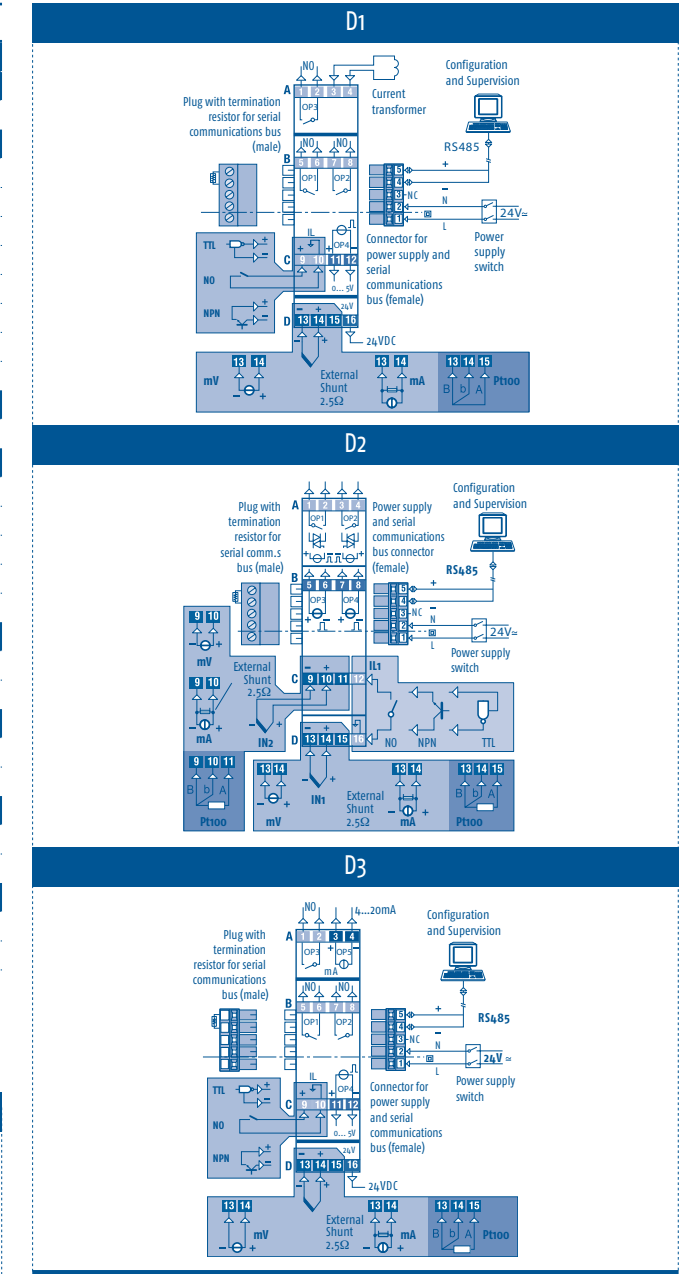 D1
NO
A
1 2 3 4
OP3
Current
transformer
Configuration
and Supervision
Plug with termination
resistor for serial
communications bus
(male)
RS485
NO NO
B
5 6 7 8
OP1 OP2
5
4
3
2
1
+
–
NC
N
L
24V≃
Power
supply
switch
Connector for
power supply and
serial
communications
bus (female)
TTL
+
–
NO
NPN
+
–
IL
+ –
OP4
C
9 10 11 12
0... 5V
24V
– +
D
13 14 15 16
24VDC
– +
13 14
mV
– +
External
Shunt
2.5Ω
13 14
mA
– +
13 14 15
Pt100
B b A
D2
A
1 2 3 4
OP1 OP2
+ +
Plug with
termination
resistor for
serial comm.s
bus (male)
Power supply
and serial
communications
bus connector
(female)
Configuration
and Supervision
RS485
B
5 6 7 8
OP3 OP4
+ – + –
5
4
3
2
1
+
–
NC
N
L
24V≃
Power supply
switch
9 10
– +
mV
External
Shunt
2.5Ω
9 10
– +
mA
– +
C
9 10 11 12
IL1
– +
IN2
– +
D
13 14 15 16
NO
NPN
TTL
– +
IN1
9 10 11
B b A
Pt100
13 14
– +
mV
External
Shunt
2.5Ω
13 14
– +
mA
13 14 15
B b A
Pt100
D3
NO
4...20mA
A
1 2 3 4
OP3
+ OP5 –
mA
Plug with
termination
resistor for serial
communications
bus (male)
Configuration
and Supervision
RS485
NO NO
B
5 6 7 8
OP1 OP2
5
4
3
2
1
+
–
NC
N
L
24V ≃
Power supply
switch
Connector for
power supply
and serial
communications
bus (female)
TTL
+
–
NO
NPN
+
–
IL
+ –
OP4
C
9 10 11 12
0... 5V
24V
– +
D
13 14 15 16
24VDC
– +
13 14
mV
– +
External
Shunt
2.5Ω
13 14
mA
– +
13 14 15
Pt100
B b A